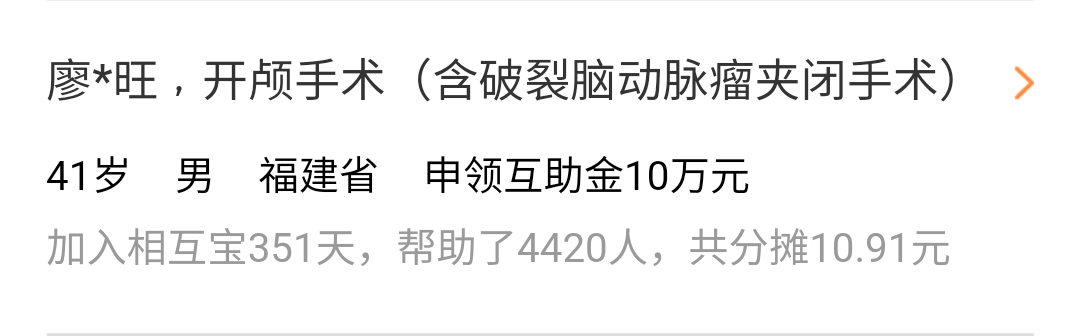 廖*旺，开颅手术（含破裂脑动脉瘤夹闭手术）
41岁 男 福建省 申领互助金10万元
加入相互宝351天，帮助了4420人，共分摊10.91元